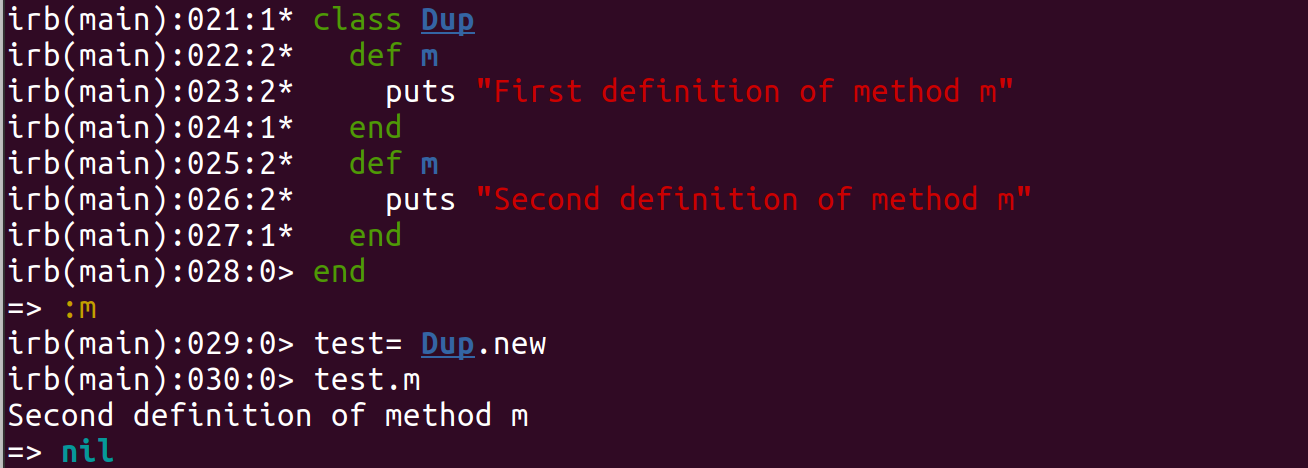 irb(main):021:1* class Dup
irb(main):022:2*   def m
irb(main):023:2*     puts "First definition of method m"
irb(main):024:1*   end
irb(main):025:2*   def m
irb(main):026:2*     puts "Second definition of method m"
irb(main):027:1*   end
irb(main):028:0> end
=> :m
irb(main):029:0> test= Dup.new
irb(main):030:0> test.m
Second definition of method m
=> nil